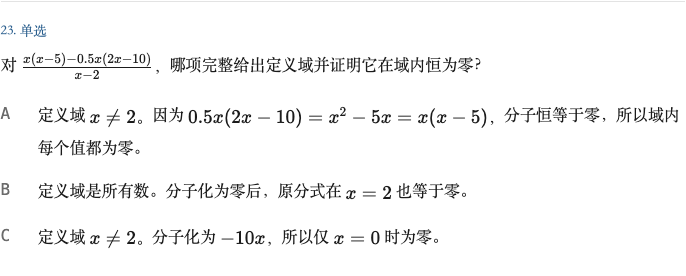 23. 单选
对 \frac{x(x-5)-0.5x(2x-10)}{x-2}，哪项完整给出定义域并证明它在域内恒为零?
A 定义域 x ≠ 2。因为 0.5x(2x − 10) = x² − 5x = x(x − 5)，分子恒等于零，所以域内
每个值都为零。
B 定义域是所有数。分子化为零后，原分式在 x = 2 也等于零。
C 定义域 x ≠ 2。分子化为 −10x，所以仅 x = 0 时为零。